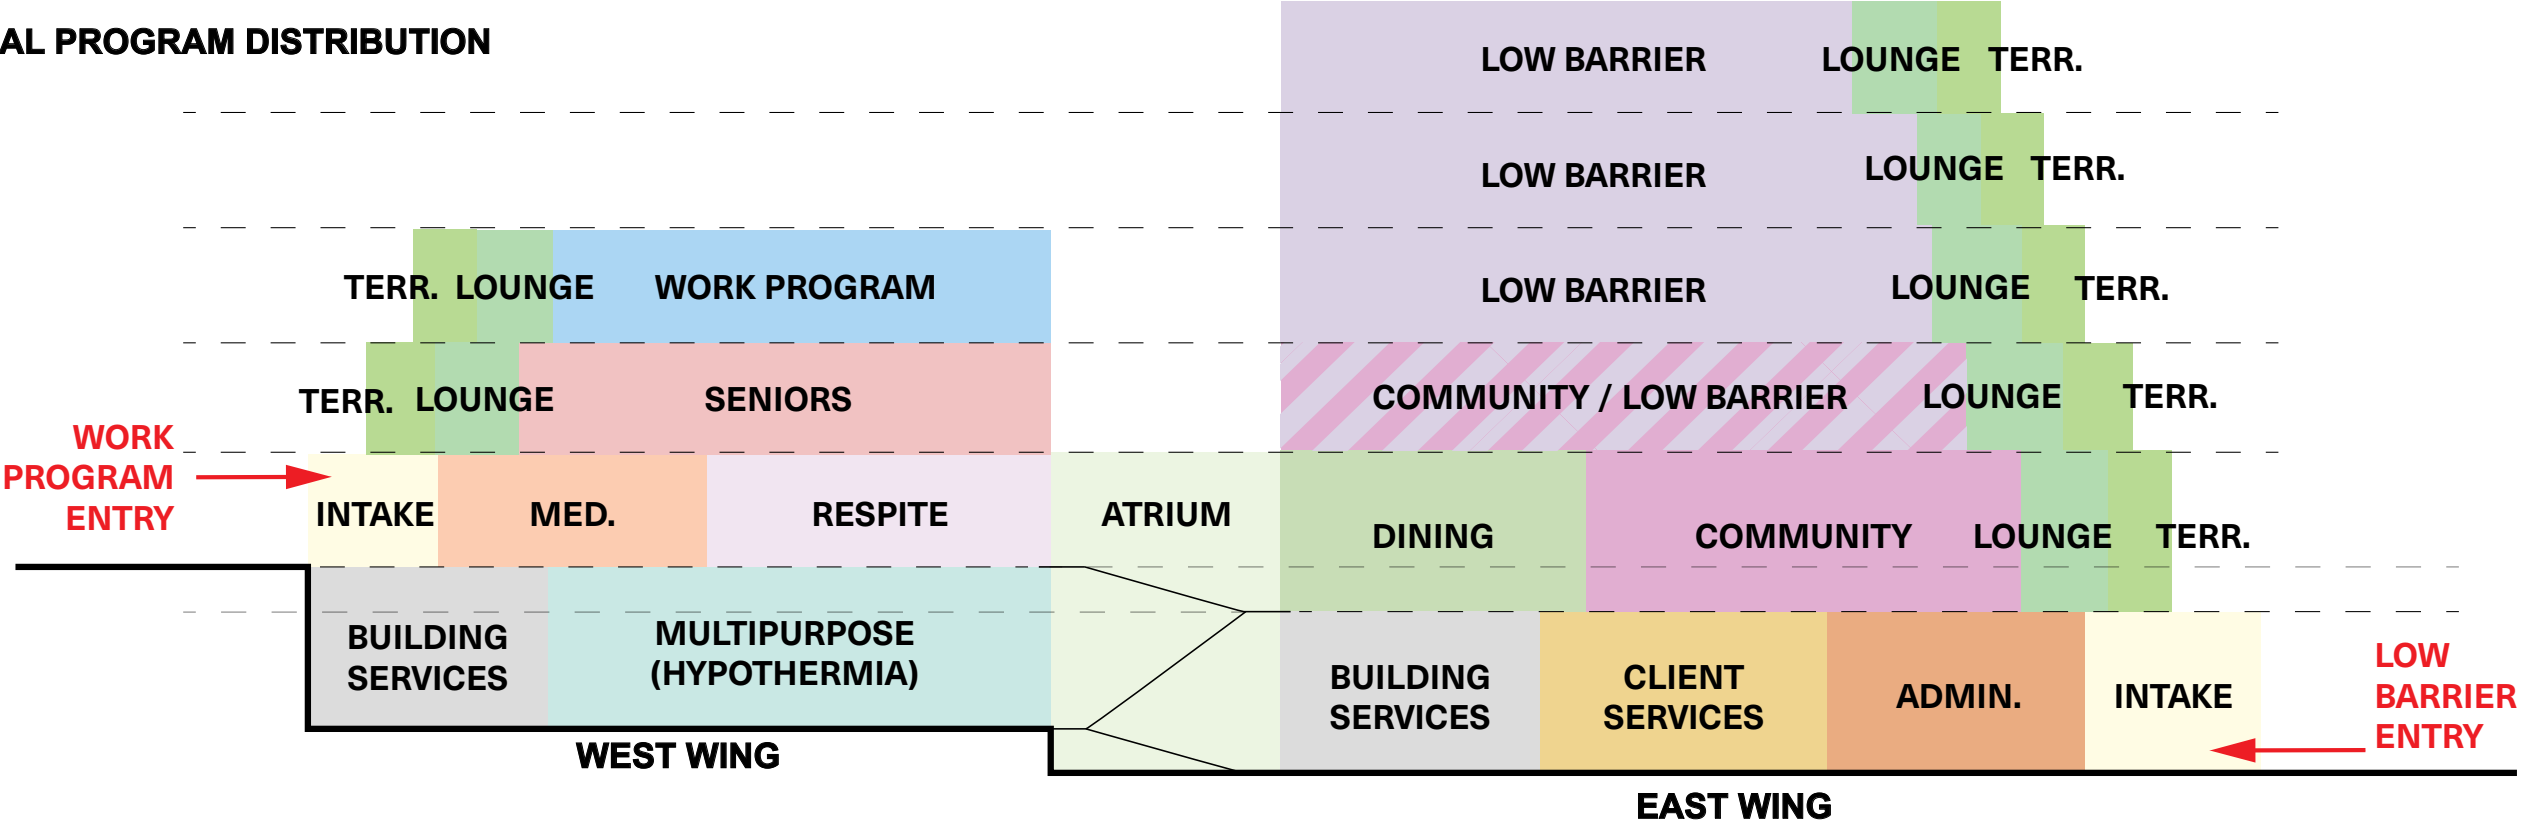 AL PROGRAM DISTRIBUTION
LOW BARRIER LOUNGE TERR.
LOW BARRIER LOUNGE TERR.
TERR. LOUNGE WORK PROGRAM LOW BARRIER LOUNGE TERR.
TERR. LOUNGE SENIORS COMMUNITY / LOW BARRIER LOUNGE TERR.
WORK
PROGRAM
ENTRY
INTAKE MED. RESPITE ATRIUM DINING COMMUNITY LOUNGE TERR.
BUILDING
SERVICES
MULTIPURPOSE
(HYPOTHERMIA)
BUILDING
SERVICES
CLIENT
SERVICES
ADMIN.
INTAKE
LOW
BARRIER
ENTRY
WEST WING
EAST WING